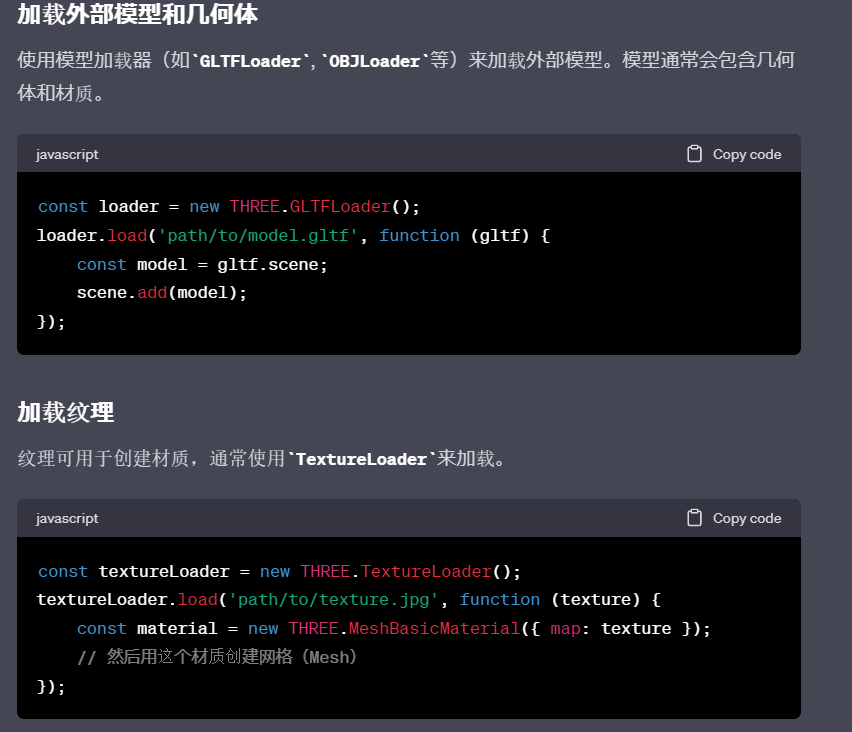 加载外部模型和几何体
使用模型加载器（如`GLTFLoader`, `OBJLoader`等）来加载外部模型。模型通常会包含几何
体和材质。
javascript
Copy code
const loader = new THREE.GLTFLoader();
loader.load('path/to/model.gltf', function (gltf) {
    const model = gltf.scene;
    scene.add(model);
});
加载纹理
纹理可用于创建材质，通常使用`TextureLoader`来加载。
javascript
Copy code
const textureLoader = new THREE.TextureLoader();
textureLoader.load('path/to/texture.jpg', function (texture) {
    const material = new THREE.MeshBasicMaterial({ map: texture });
    // 然后用这个材质创建网格（Mesh）
});